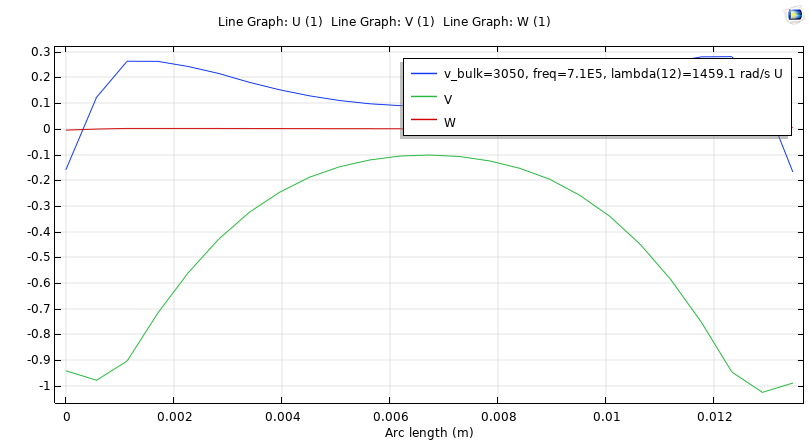 Line Graph: U (1) Line Graph: V (1) Line Graph: W (1)
v_bulk=3050, freq=7.1E5, lambda(12)=1459.1 rad/s U
V
W
0.3
0.2
0.1
0
-0.1
-0.2
-0.3
-0.4
-0.5
-0.6
-0.7
-0.8
-0.9
-1
0 0.002 0.004 0.006 0.008 0.01 0.012
Arc length (m)